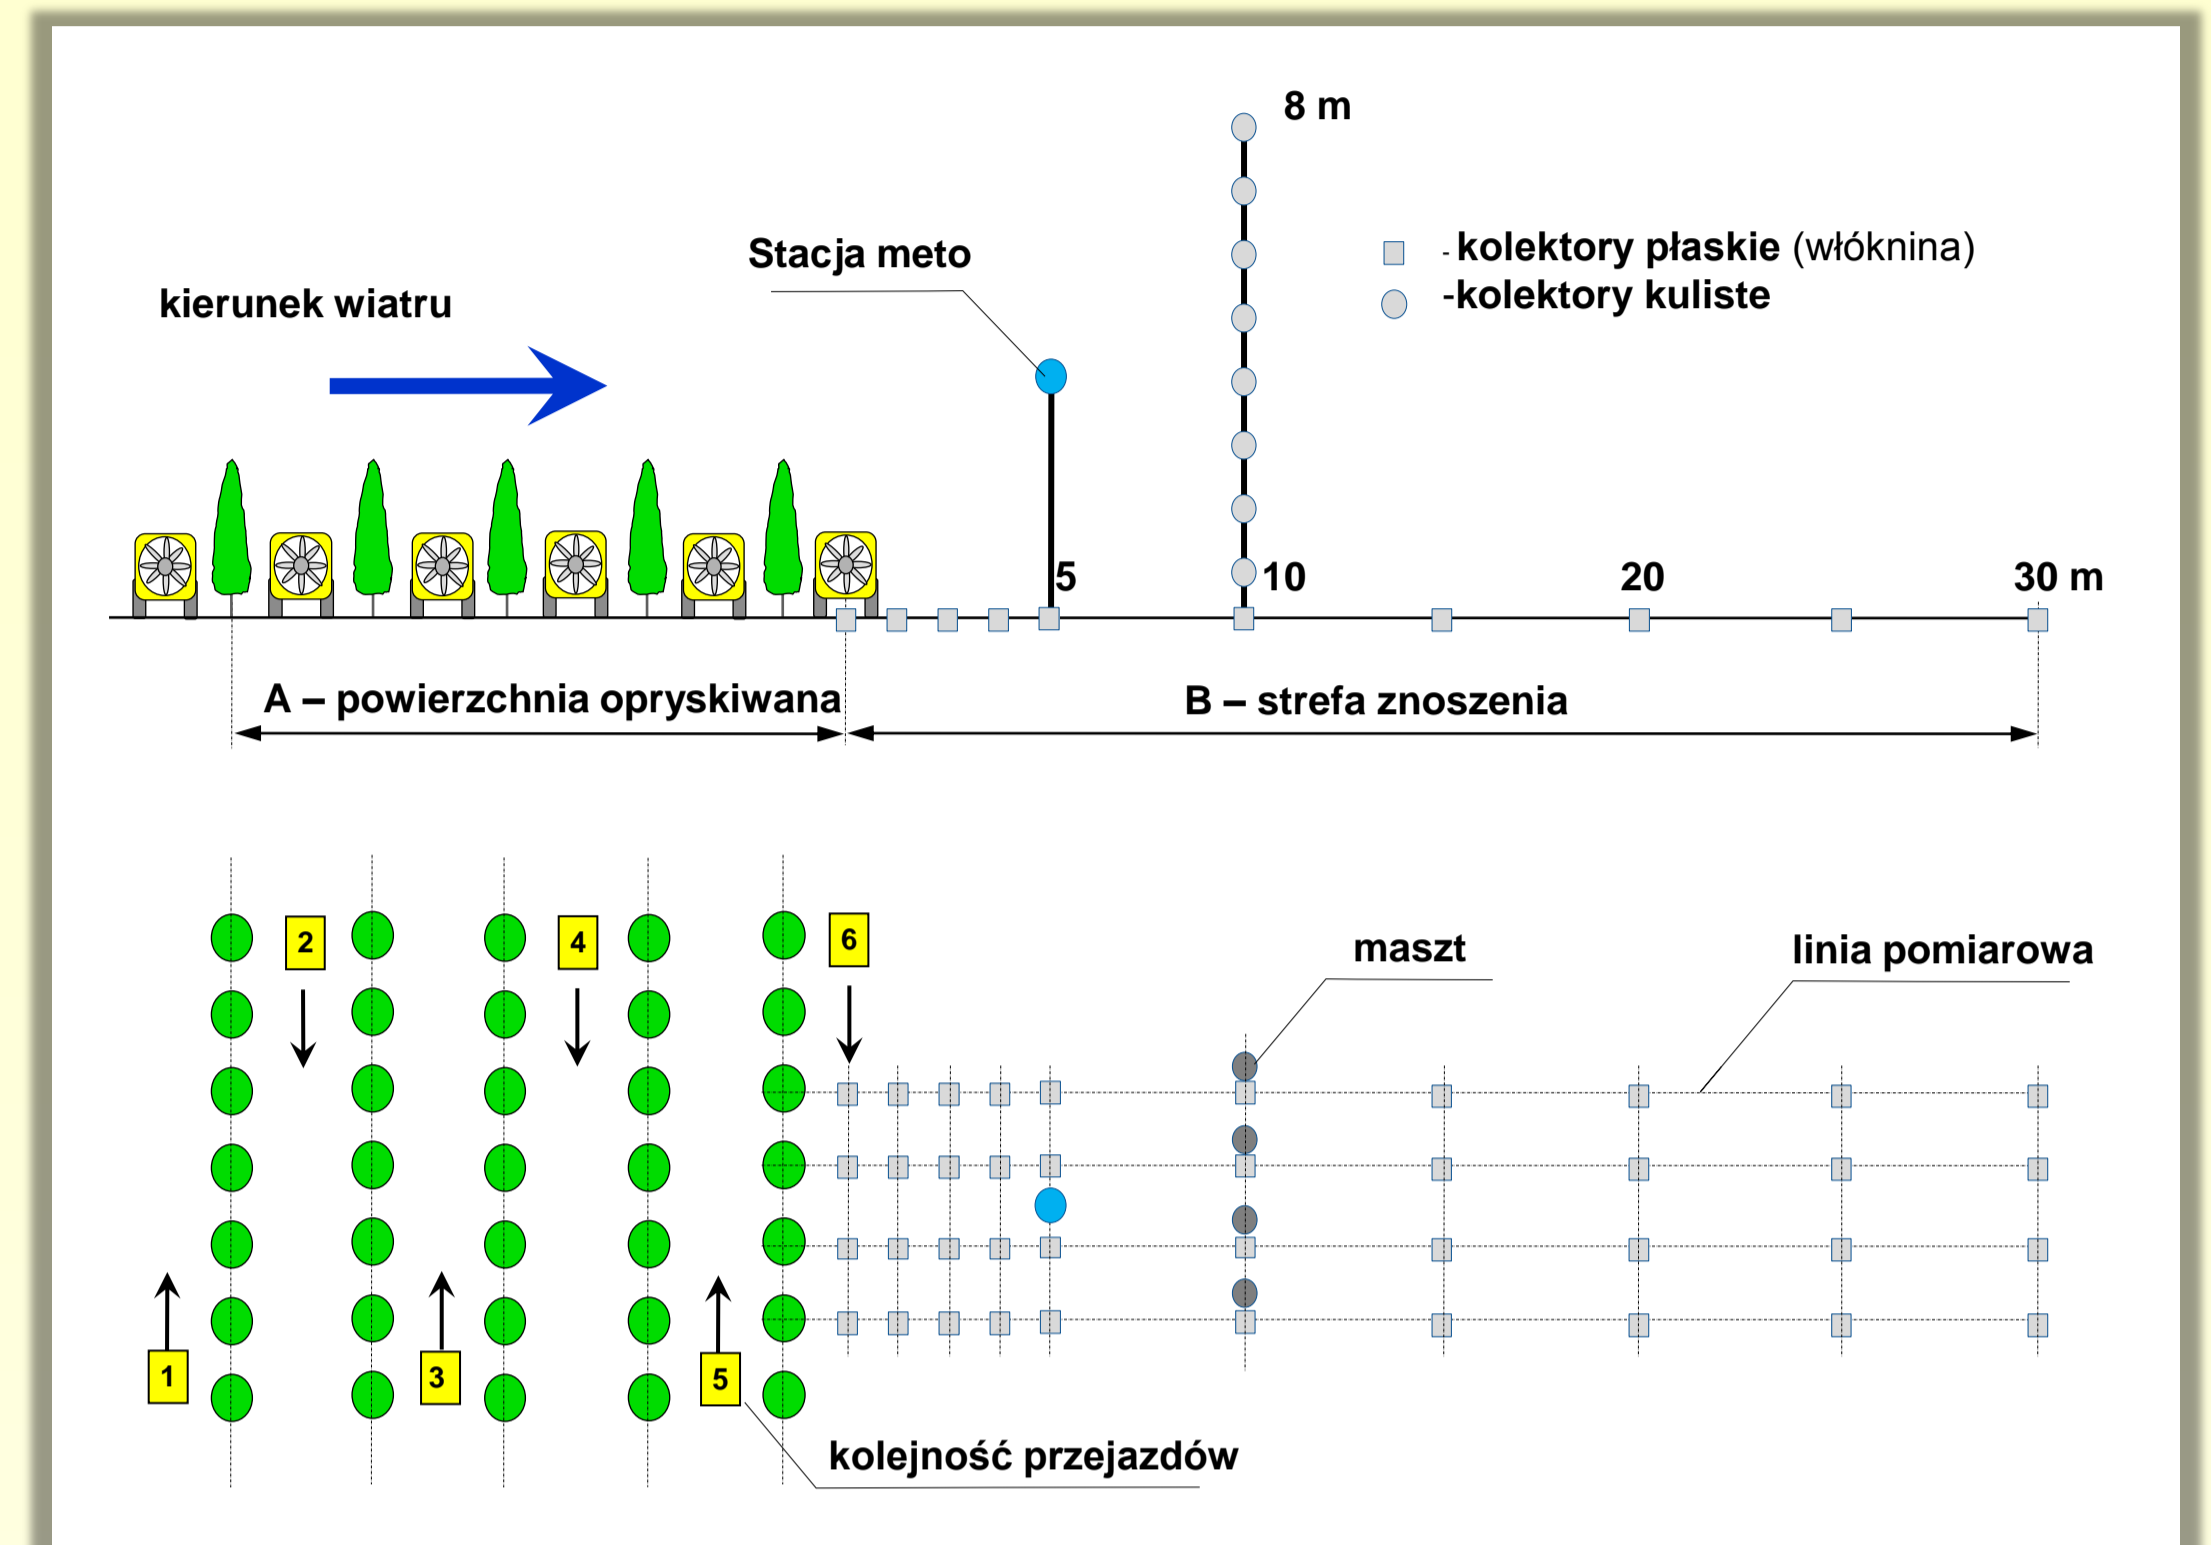 8 m
Stacja meto
- kolektory płaskie (włóknina)
-kolektory kuliste
kierunek wiatru
5
10
20
30 m
A – powierzchnia opryskiwana
B – strefa znoszenia
2
4
6
maszt
linia pomiarowa
1
3
5
kolejność przejazdów